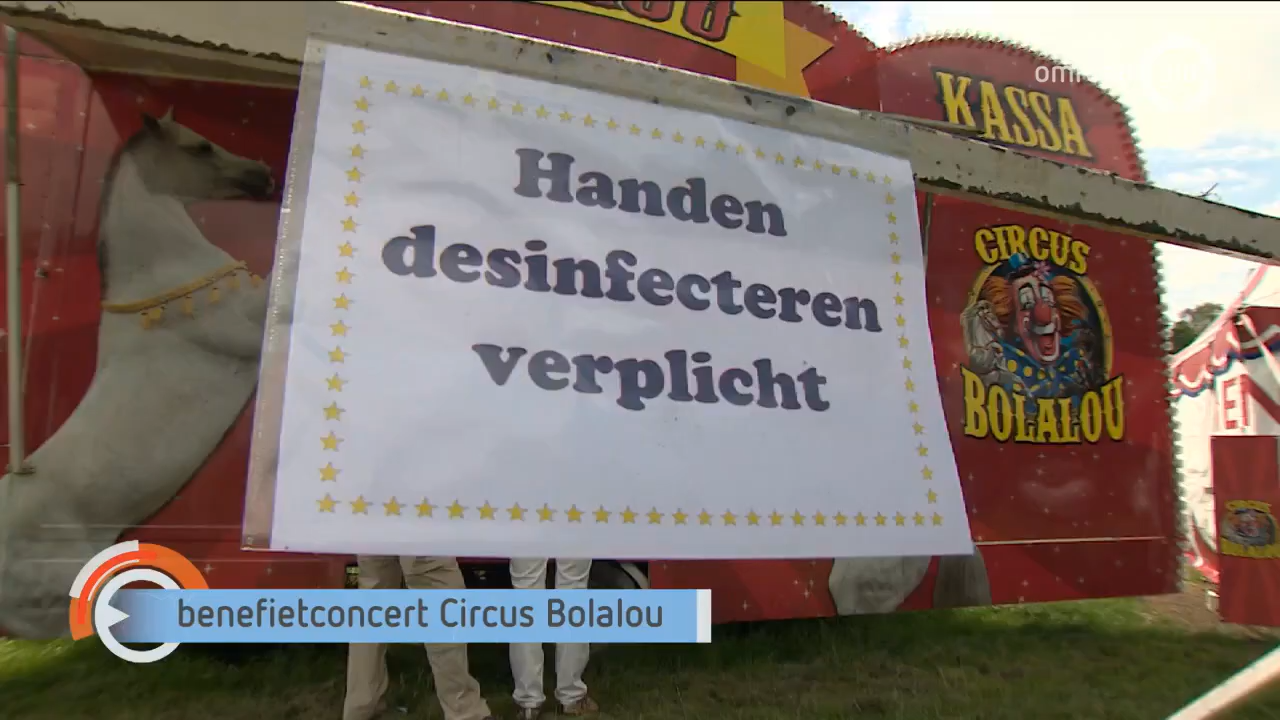 KASSA
Handen
desinfecteren
verplicht
CIRCUS
BOLALOU
benefietconcert Circus Bolalou